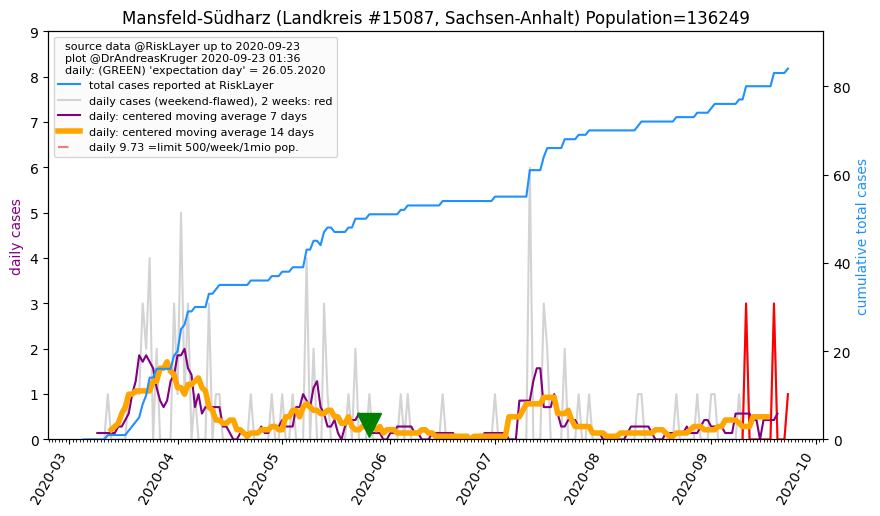 Mansfeld-Südharz (Landkreis #15087, Sachsen-Anhalt) Population=136249
source data @RiskLayer up to 2020-09-23
plot @DrAndreasKruger 2020-09-23 01:36
daily: (GREEN) 'expectation day' = 26.05.2020
total cases reported at RiskLayer
daily cases (weekend-flawed), 2 weeks: red
daily: centered moving average 7 days
daily: centered moving average 14 days
daily 9.73 =limit 500/week/1mio pop.
daily cases
9
8
7
6
5
4
3
2
1
0
80
60
40
20
0
cumulative total cases
2020-03
2020-04
2020-05
2020-06
2020-07
2020-08
2020-09
2020-10